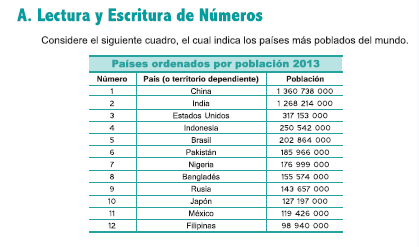 A. Lectura y Escritura de Números
Considere el siguiente cuadro, el cual indica los países más poblados del mundo.
Países ordenados por población 2013
Número País (o territorio dependiente) Población
1 China 1 360 738 000
2 India 1 268 214 000
3 Estados Unidos 317 153 000
4 Indonesia 250 542 000
5 Brasil 202 864 000
6 Pakistán 185 966 000
7 Nigeria 176 999 000
8 Bangladés 155 574 000
9 Rusia 143 657 000
10 Japón 127 197 000
11 México 119 426 000
12 Filipinas 98 940 000